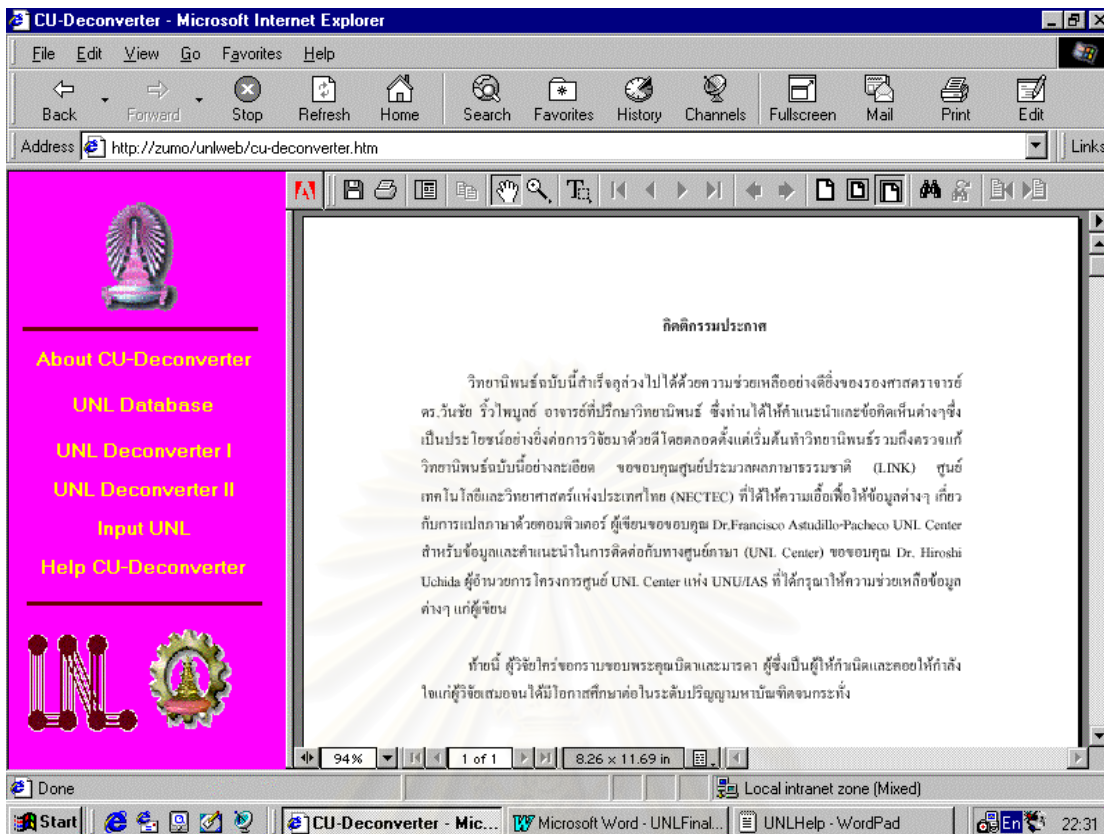 CU-Deconverter - Microsoft Internet Explorer
File Edit View Go Favorites Help
Back Forward Stop Refresh Home Search Favorites History Channels Fullscreen Mail Print Edit
Address http://zumo/unlweb/cu-deconverter.htm Links
About CU-Deconverter
UNL Database
UNL Deconverter I
UNL Deconverter II
Input UNL
Help CU-Deconverter
กิตติกรรมประกาศ
วิทยานิพนธ์ฉบับนี้สำเร็จลุล่วงไปได้ด้วยความช่วยเหลืออย่างดียิ่งของรองศาสตราจารย์
ดร.วันชัย ริ้วไพบูลย์ อาจารย์ที่ปรึกษาวิทยานิพนธ์ ซึ่งท่านได้ให้คำแนะนำและข้อคิดเห็นต่างๆซึ่ง
เป็นประโยชน์อย่างยิ่งต่อการวิจัยมาด้วยดีโดยตลอดตั้งแต่เริ่มต้นทำวิทยานิพนธ์รวมถึงตรวจแก้
วิทยานิพนธ์ฉบับนี้อย่างละเอียด ขอขอบคุณศูนย์ประมวลผลภาษาธรรมชาติ (LINK) ศูนย์
เทคโนโลยีและวิทยาศาสตร์แห่งประเทศไทย (NECTEC) ที่ได้ให้ความเอื้อเฟื้อให้ข้อมูลต่างๆ เกี่ยว
กับการแปลภาษาด้วยคอมพิวเตอร์ ผู้เขียนขอขอบคุณ Dr.Francisco Astudillo-Pacheco UNL Center
สำหรับข้อมูลและคำแนะนำในการติดต่อกับทางศูนย์ภาษา (UNL Center) ขอขอบคุณ Dr. Hiroshi
Uchida ผู้อำนวยการโครงการศูนย์ UNL Center แห่ง UNU/IAS ที่ได้กรุณาให้ความช่วยเหลือข้อมูล
ต่างๆ แก่ผู้เขียน
ท้ายนี้ ผู้วิจัยใคร่ขอกราบขอบพระคุณบิดาและมารดา ผู้ซึ่งเป็นผู้ให้กำเนิดและคอยให้กำลัง
ใจแก่ผู้วิจัยเสมอจนได้มีโอกาสศึกษาต่อในระดับปริญญามหาบัณฑิตจนกระทั่ง
94% 1 of 1 8.26 x 11.69 in
Done Local intranet zone (Mixed)
Start CU-Deconverter - Mic... Microsoft Word - UNLFinal... UNLHelp - WordPad En 22:31